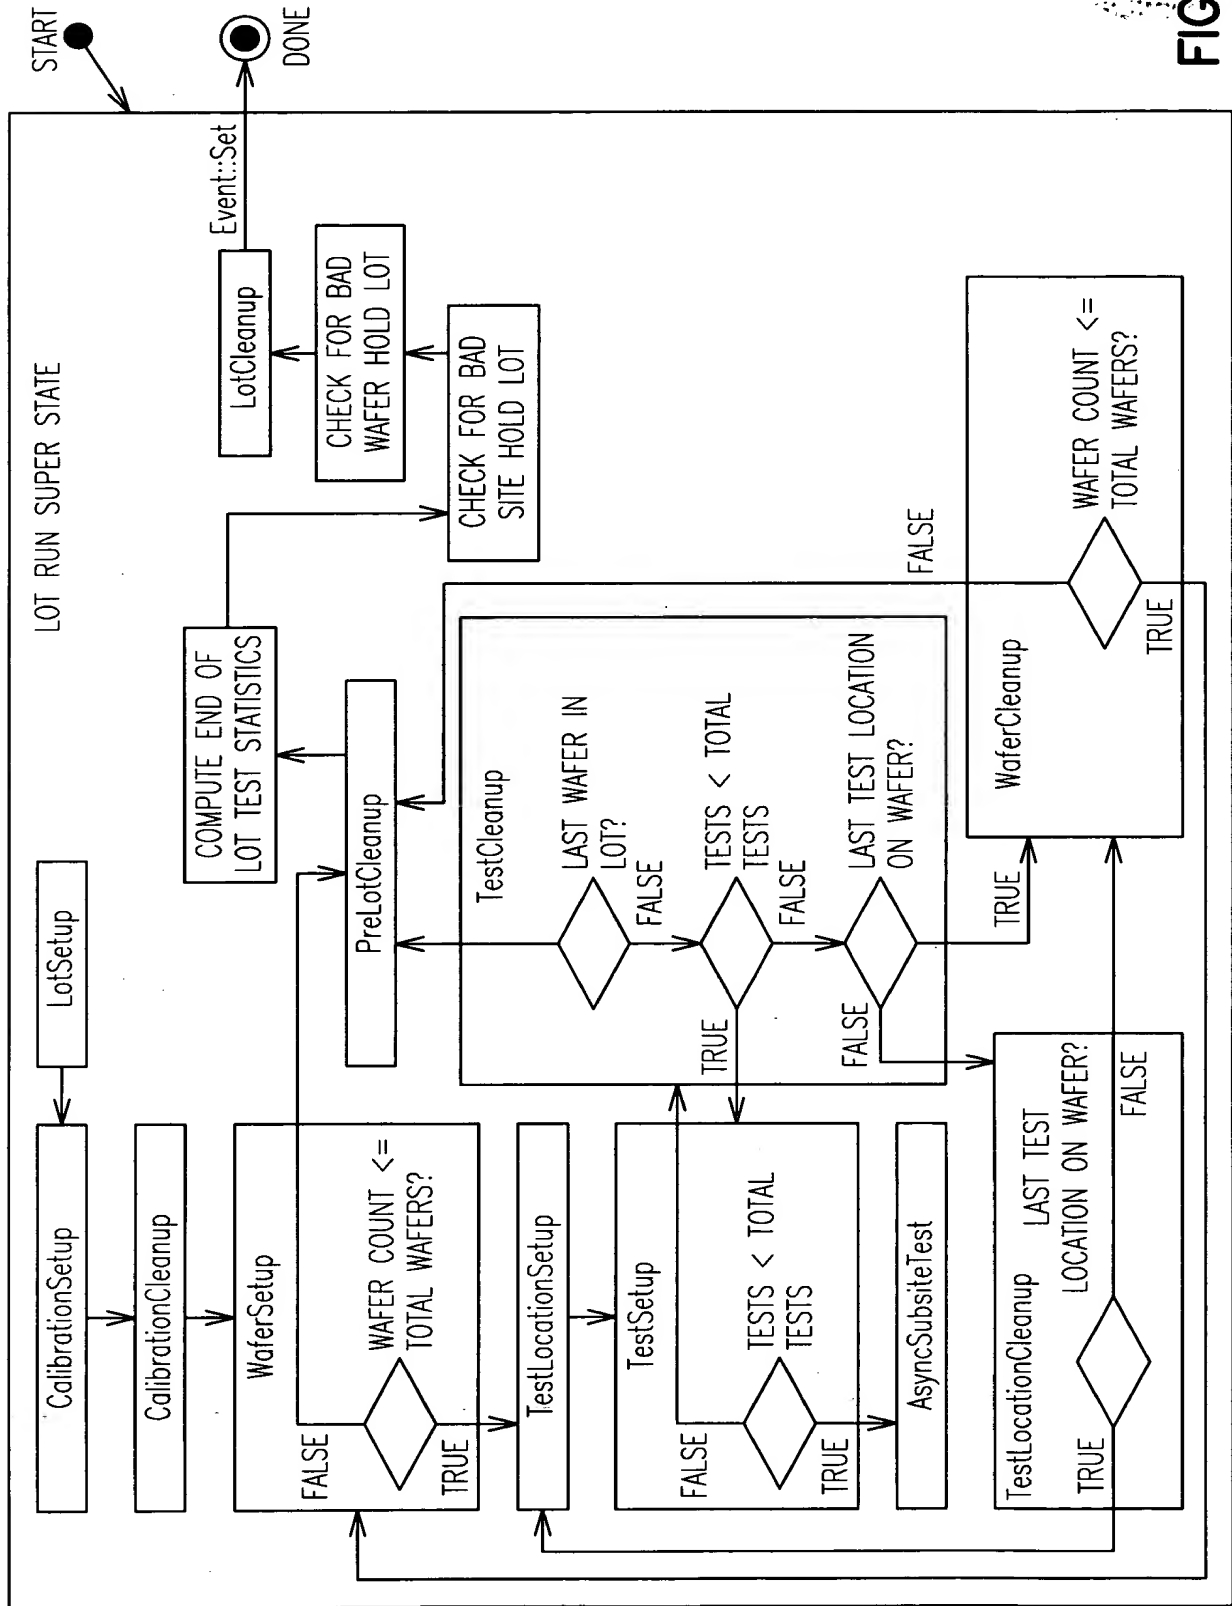 START
DONE
FIG
LOT RUN SUPER STATE
LotSetup
CalibrationSetup
CalibrationCleanup
WaferSetup
WAFER COUNT <=
TOTAL WAFERS?
FALSE
TRUE
TestLocationSetup
TestSetup
TESTS < TOTAL
TESTS
FALSE
TRUE
AsyncSubsiteTest
TestLocationCleanup
LAST TEST
LOCATION ON WAFER?
TRUE
FALSE
COMPUTE END OF
LOT TEST STATISTICS
PreLotCleanup
TestCleanup
LAST WAFER IN
LOT?
FALSE
TESTS < TOTAL
TESTS
TRUE
FALSE
LAST TEST LOCATION
ON WAFER?
FALSE
TRUE
Event::Set
LotCleanup
CHECK FOR BAD
WAFER HOLD LOT
CHECK FOR BAD
SITE HOLD LOT
FALSE
WaferCleanup
WAFER COUNT <=
TOTAL WAFERS?
TRUE